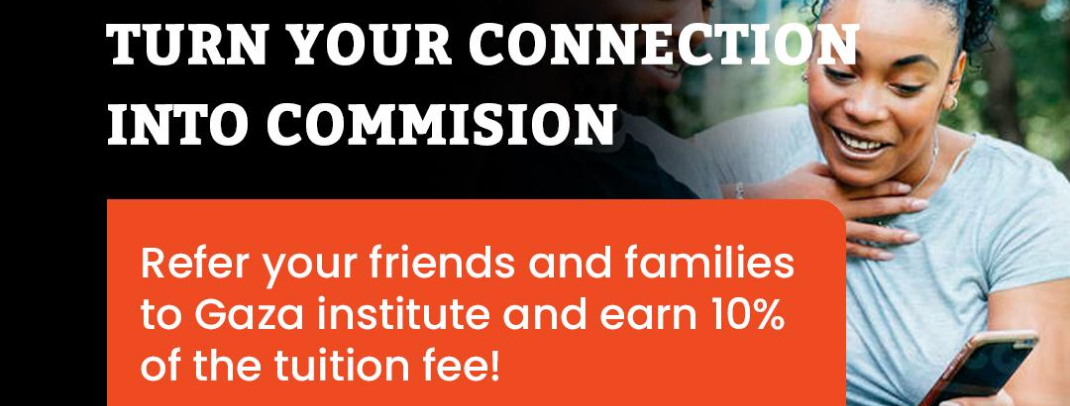 TURN YOUR CONNECTION
INTO COMMISION
Refer your friends and families
to Gaza institute and earn 10%
of the tuition fee!